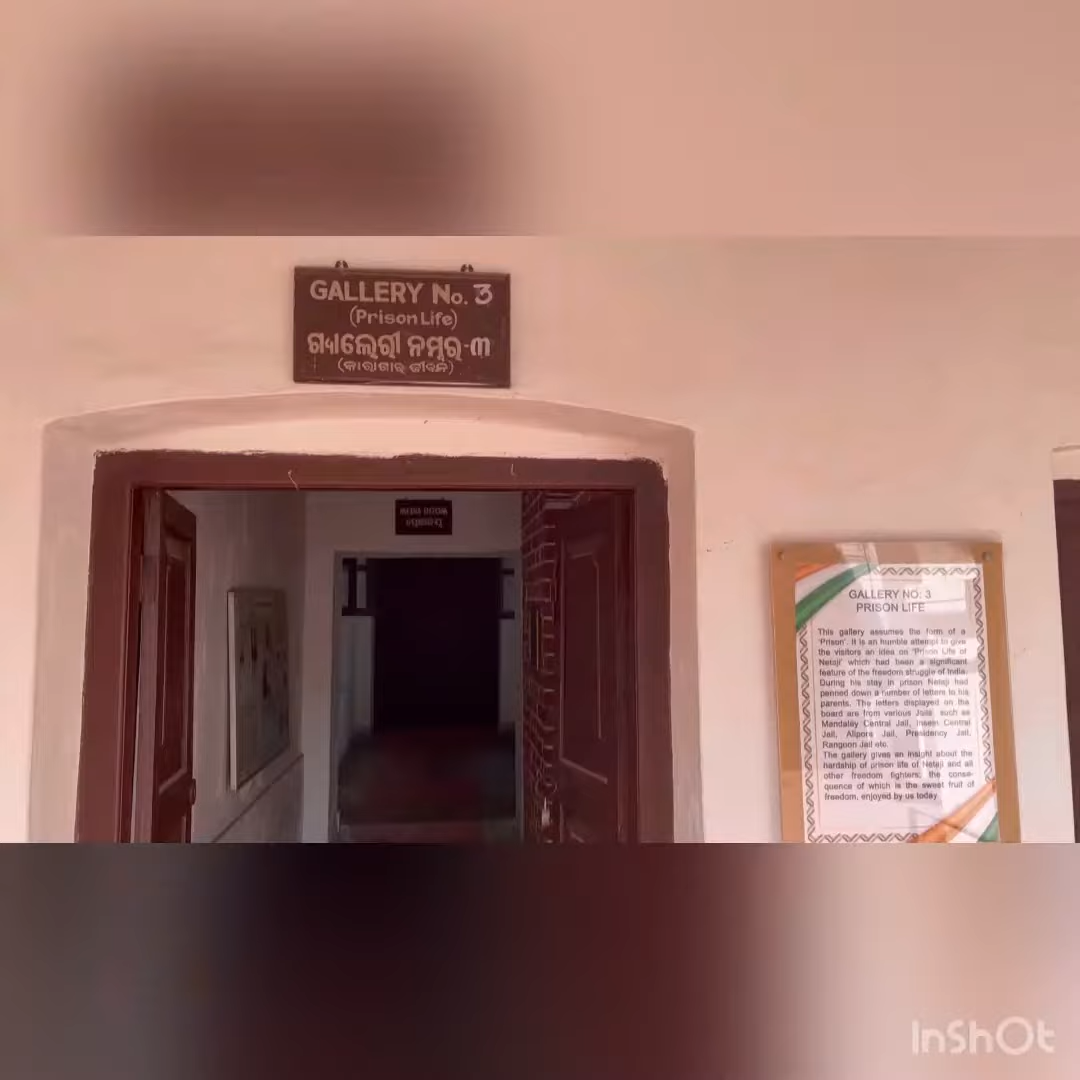 GALLERY No. 3
(Prison Life)
ଗ୍ୟାଲେରୀ ନମ୍ବର-୩
(କାରାଗାର ଜୀବନ)
GALLERY NO: 3
PRISON LIFE
This gallery assumes the form of a
'Prison'. It is an humble attempt to give
the visitors an idea on 'Prison Life of
Netaji' which had been a significant
feature of the freedom struggle of India.
During his stay in prison Netaji had
penned down a number of letters to his
parents. The letters displayed on the
board are from various Jails such as
Mandalay Central Jail, Insein Central
Jail, Alipore Jail, Presidency Jail,
Rangoon Jail etc.
The gallery gives an insight about the
hardship of prison life of Netaji and all
other freedom fighters; the conse-
quence of which is the sweet fruit of
freedom, enjoyed by us today
InShOt